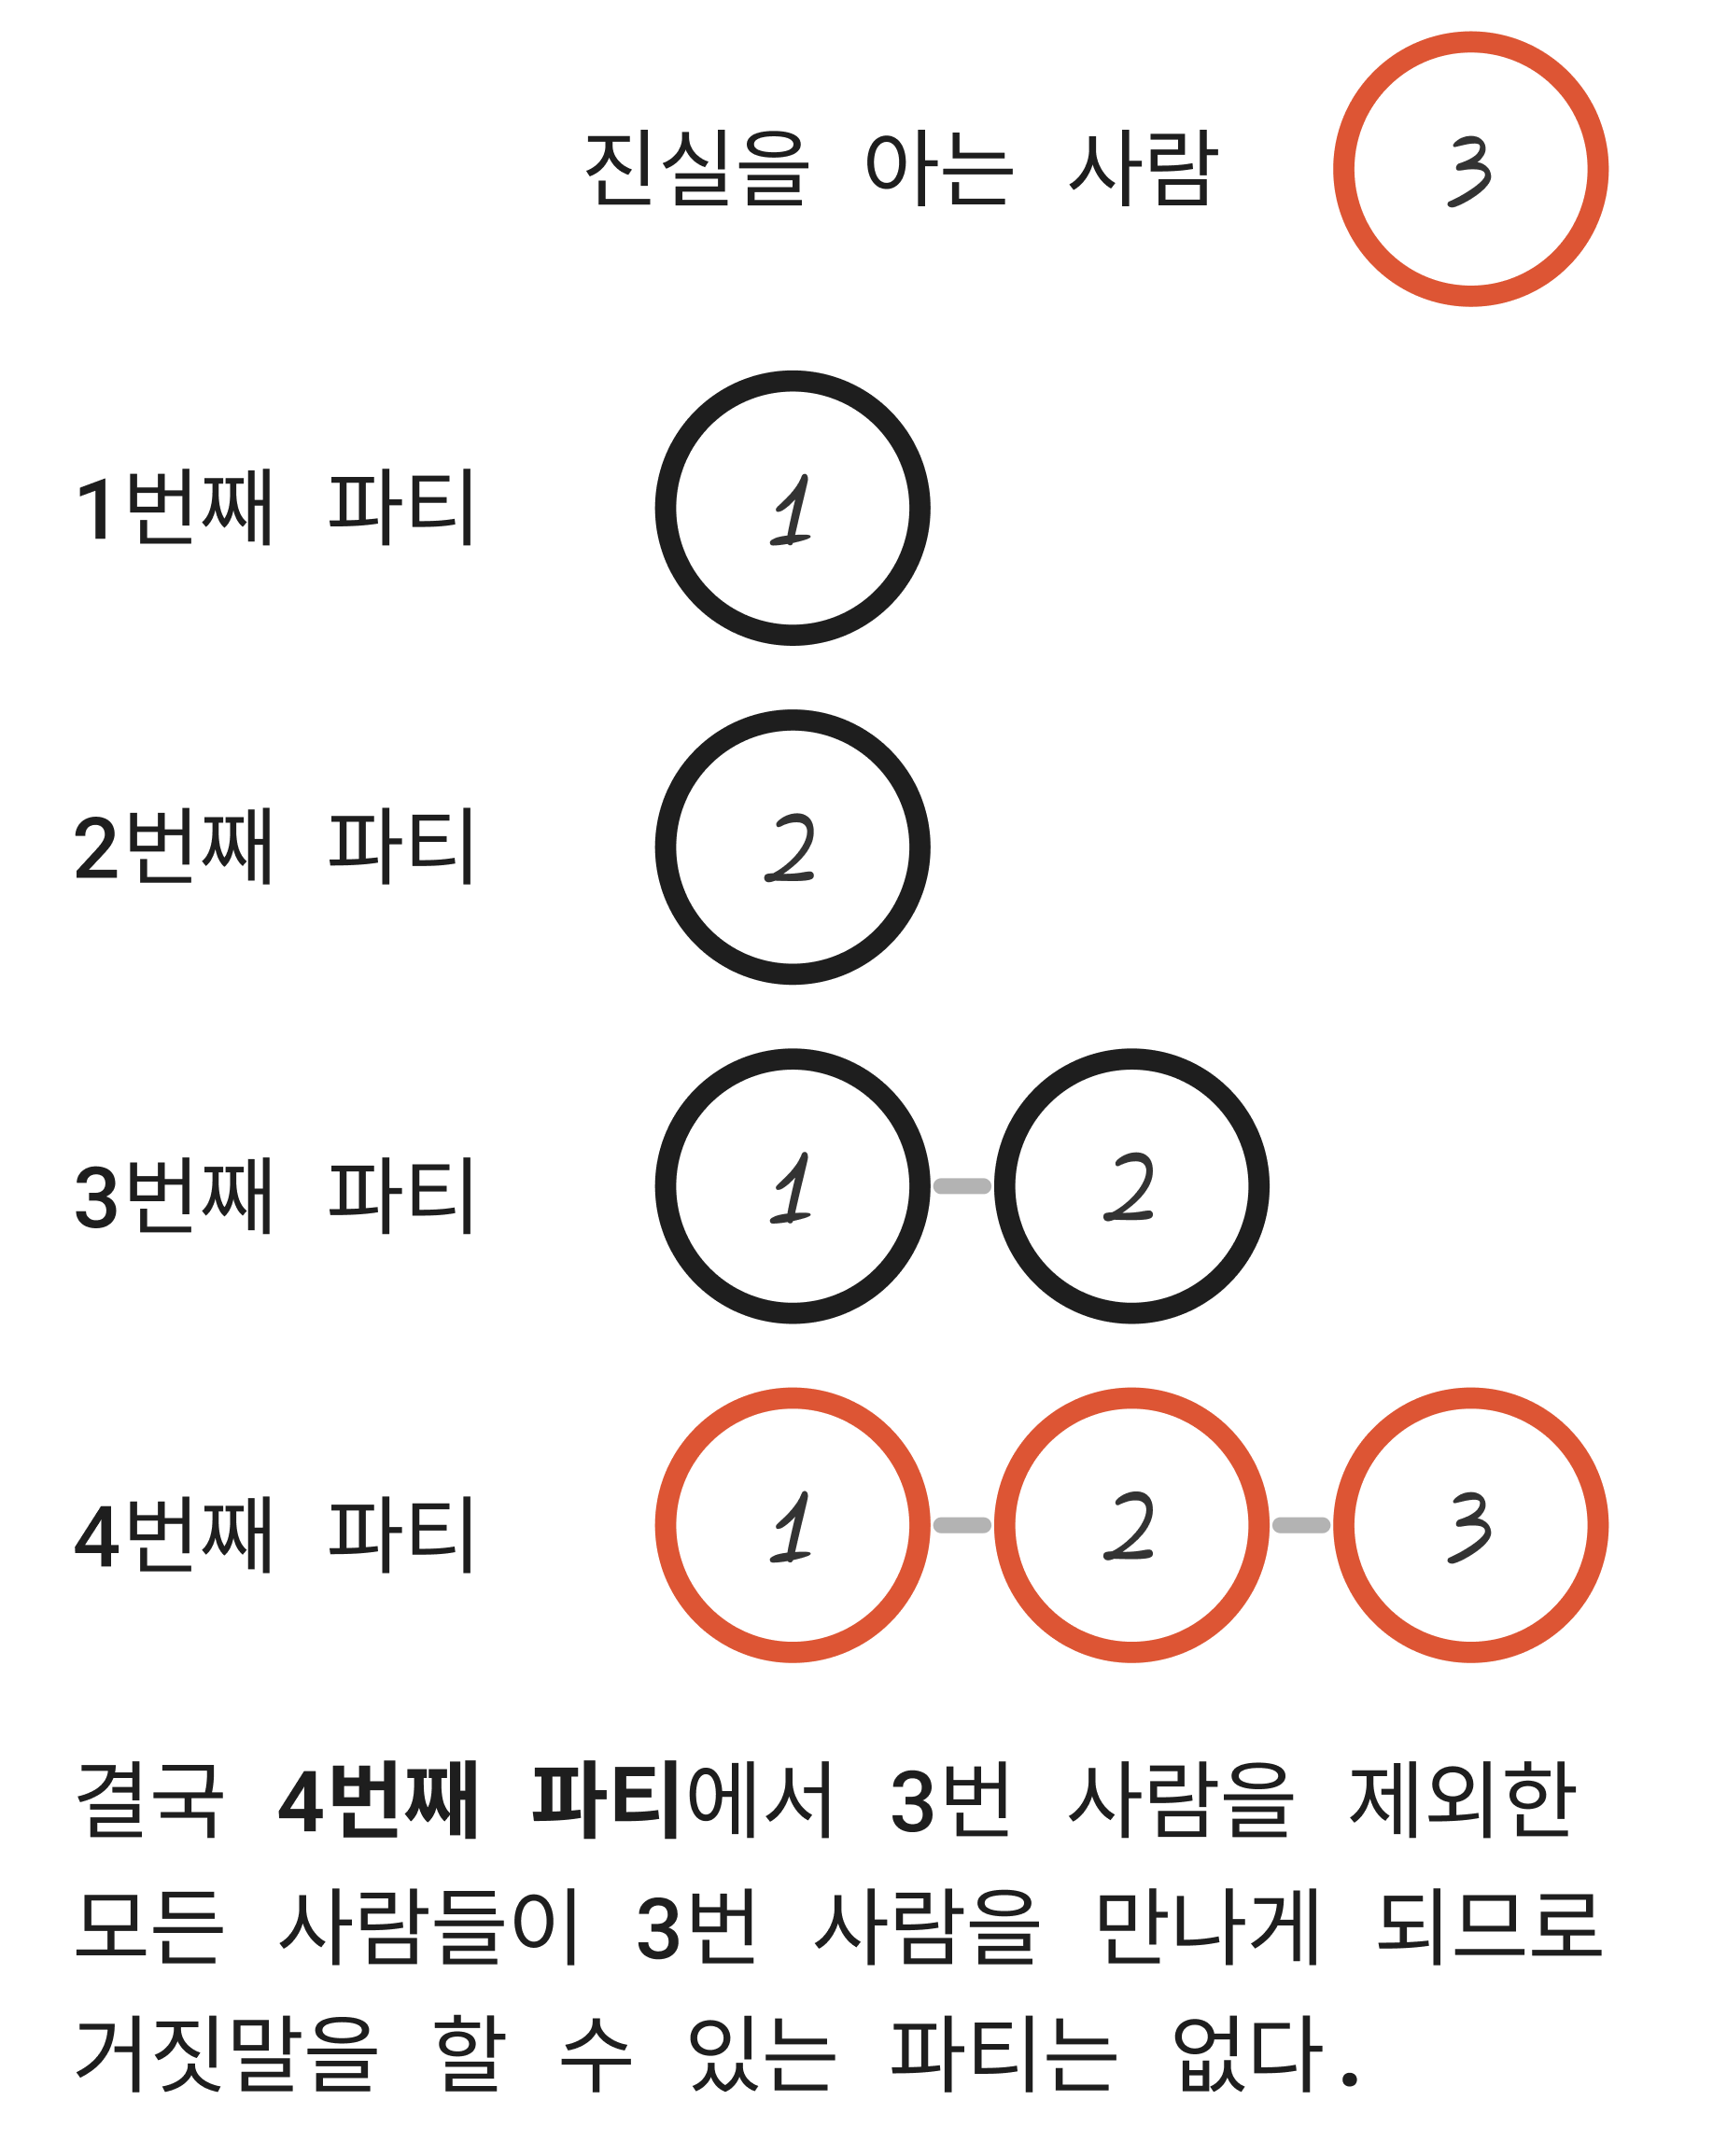 진실을 아는 사람 3
1번째 파티 1
2번째 파티 2
3번째 파티 1 2
4번째 파티 1 2 3
결국 4번째 파티에서 3번 사람을 제외한
모든 사람들이 3번 사람을 만나게 되므로
거짓말을 할 수 있는 파티는 없다.